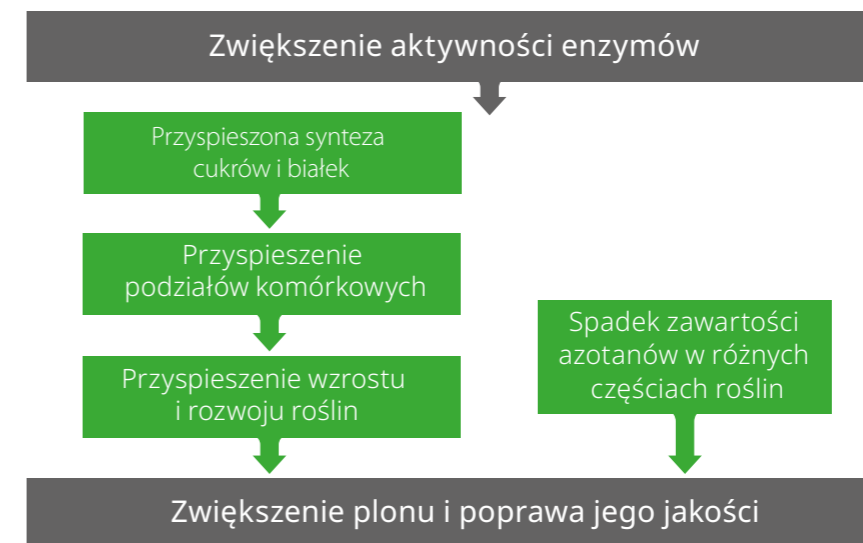 Zwiększenie aktywności enzymów
Przyspieszona synteza
cukrów i białek
Przyspieszenie
podziałów komórkowych
Przyspieszenie wzrostu
i rozwoju roślin
Spadek zawartości
azotanów w różnych
częściach roślin
Zwiększenie plonu i poprawa jego jakości